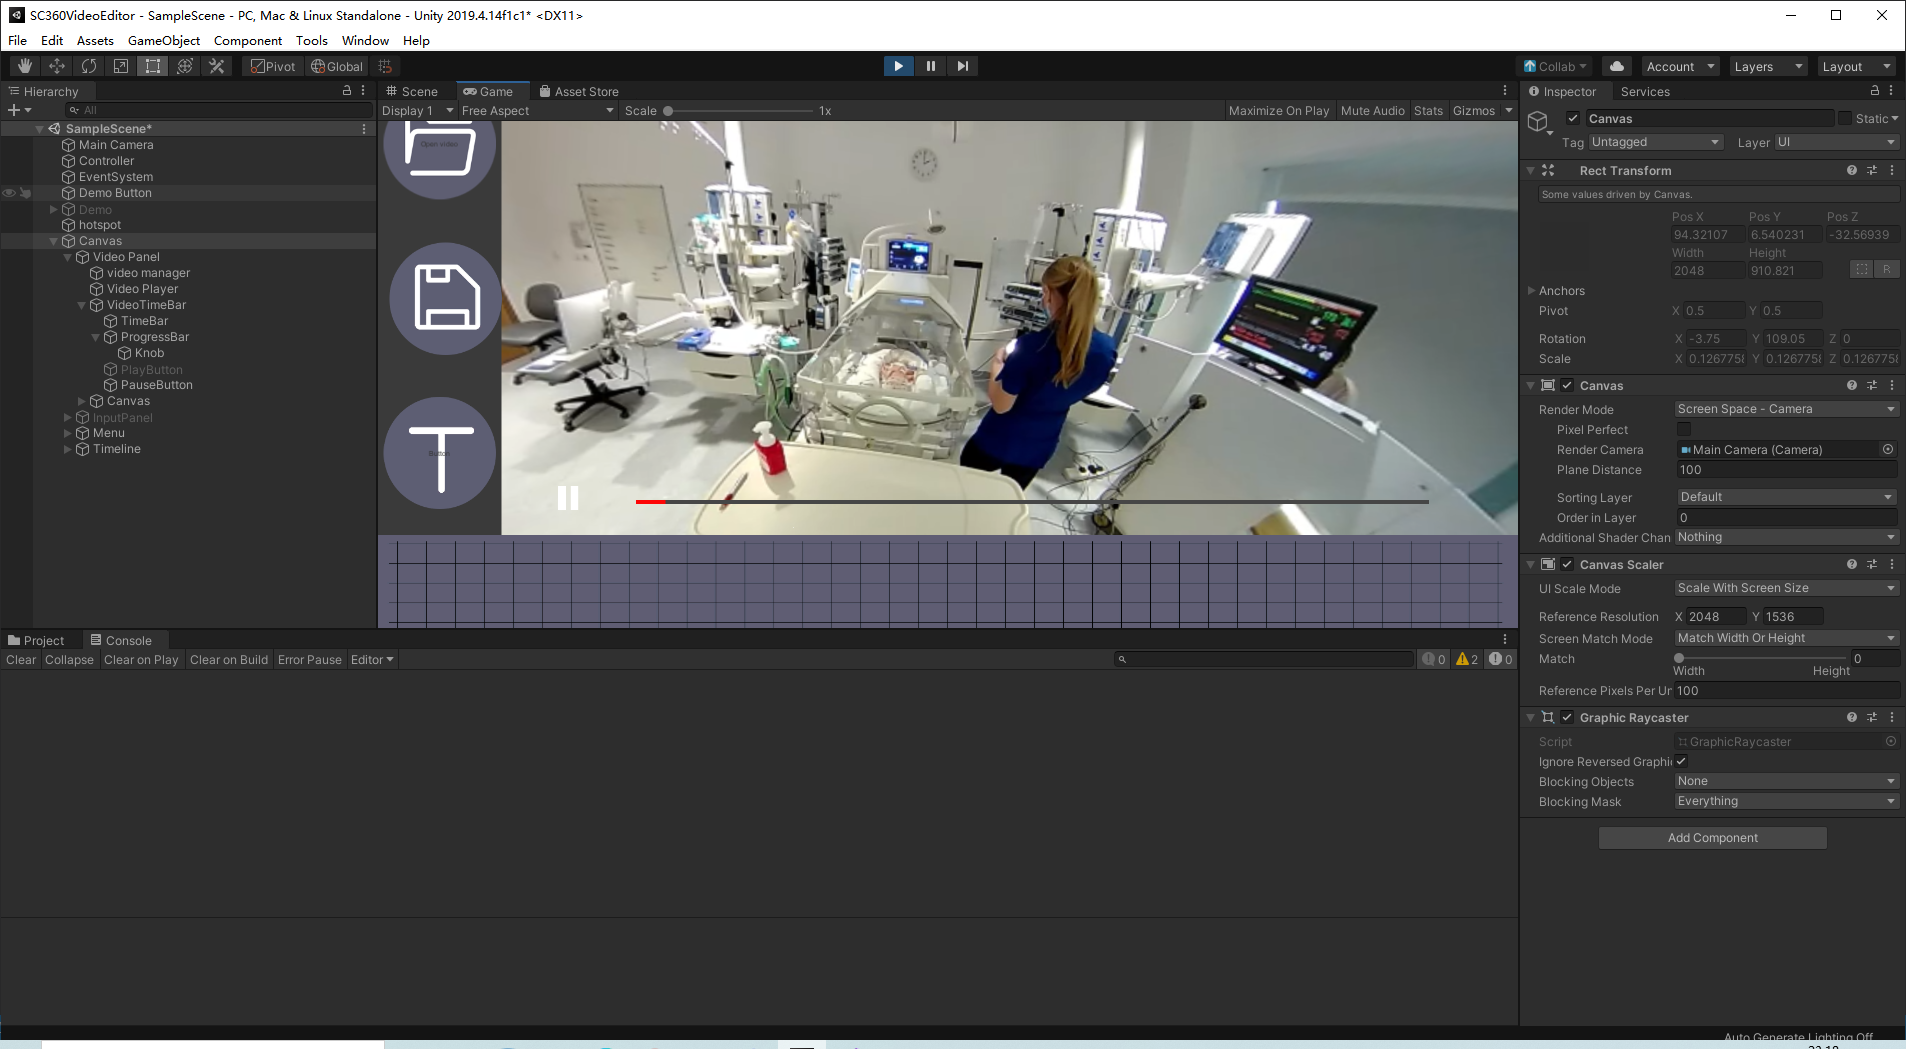 SC360VideoEditor - SampleScene - PC, Mac & Linux Standalone - Unity 2019.4.14f1c1* <DX11>
File Edit Assets GameObject Component Tools Window Help
Pivot Global Collab Account Layers Layout
Hierarchy
All
SampleScene*
Main Camera
Controller
EventSystem
Demo Button
Demo
hotspot
Canvas
Video Panel
video manager
Video Player
VideoTimeBar
TimeBar
ProgressBar
Knob
PlayButton
PauseButton
Canvas
InputPanel
Menu
Timeline
Scene Game Asset Store
Display 1 Free Aspect Scale 1x Maximize On Play Mute Audio Stats Gizmos
Open video
Button
Project Console
Clear Collapse Clear on Play Clear on Build Error Pause Editor 0 2 0
Inspector Services
Canvas Static
Tag Untagged Layer UI
Rect Transform
Some values driven by Canvas.
Pos X Pos Y Pos Z
94.32107 6.540231 -32.56939
Width Height
2048 910.821 R
Anchors
Pivot X 0.5 Y 0.5
Rotation X -3.75 Y 109.05 Z 0
Scale X 0.1267758 Y 0.1267758 Z 0.1267758
Canvas
Render Mode Screen Space - Camera
Pixel Perfect
Render Camera Main Camera (Camera)
Plane Distance 100
Sorting Layer Default
Order in Layer 0
Additional Shader Chan Nothing
Canvas Scaler
UI Scale Mode Scale With Screen Size
Reference Resolution X 2048 Y 1536
Screen Match Mode Match Width Or Height
Match 0
Width Height
Reference Pixels Per Un 100
Graphic Raycaster
Script GraphicRaycaster
Ignore Reversed Graphic
Blocking Objects None
Blocking Mask Everything
Add Component
Auto Generate Lighting Off